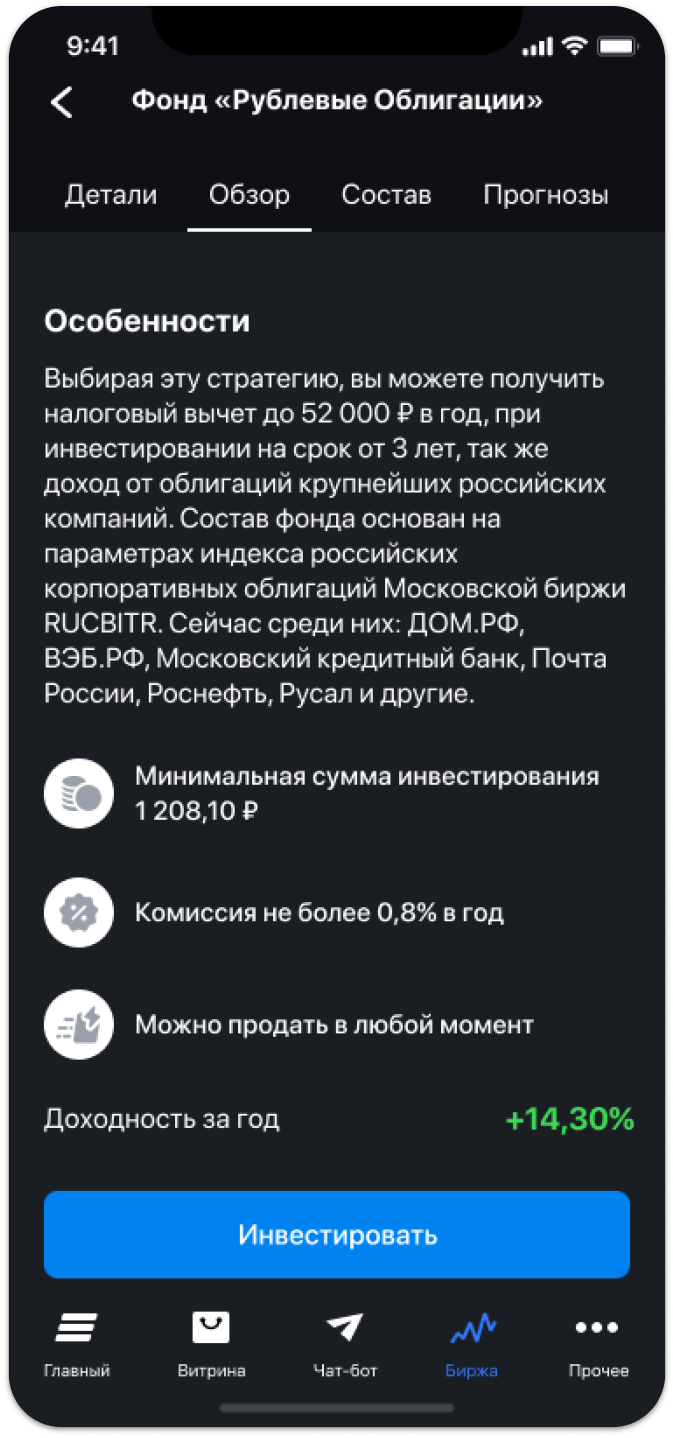 9:41
Фонд «Рублевые Облигации»
Детали Обзор Состав Прогнозы
Особенности
Выбирая эту стратегию, вы можете получить
налоговый вычет до 52 000 ₽ в год, при
инвестировании на срок от 3 лет, так же
доход от облигаций крупнейших российских
компаний. Состав фонда основан на
параметрах индекса российских
корпоративных облигаций Московской биржи
RUCBITR. Сейчас среди них: ДОМ.РФ,
ВЭБ.РФ, Московский кредитный банк, Почта
России, Роснефть, Русал и другие.
Минимальная сумма инвестирования
1 208,10 ₽
Комиссия не более 0,8% в год
Можно продать в любой момент
Доходность за год +14,30%
Инвестировать
Главный Витрина Чат-бот Биржа Прочее